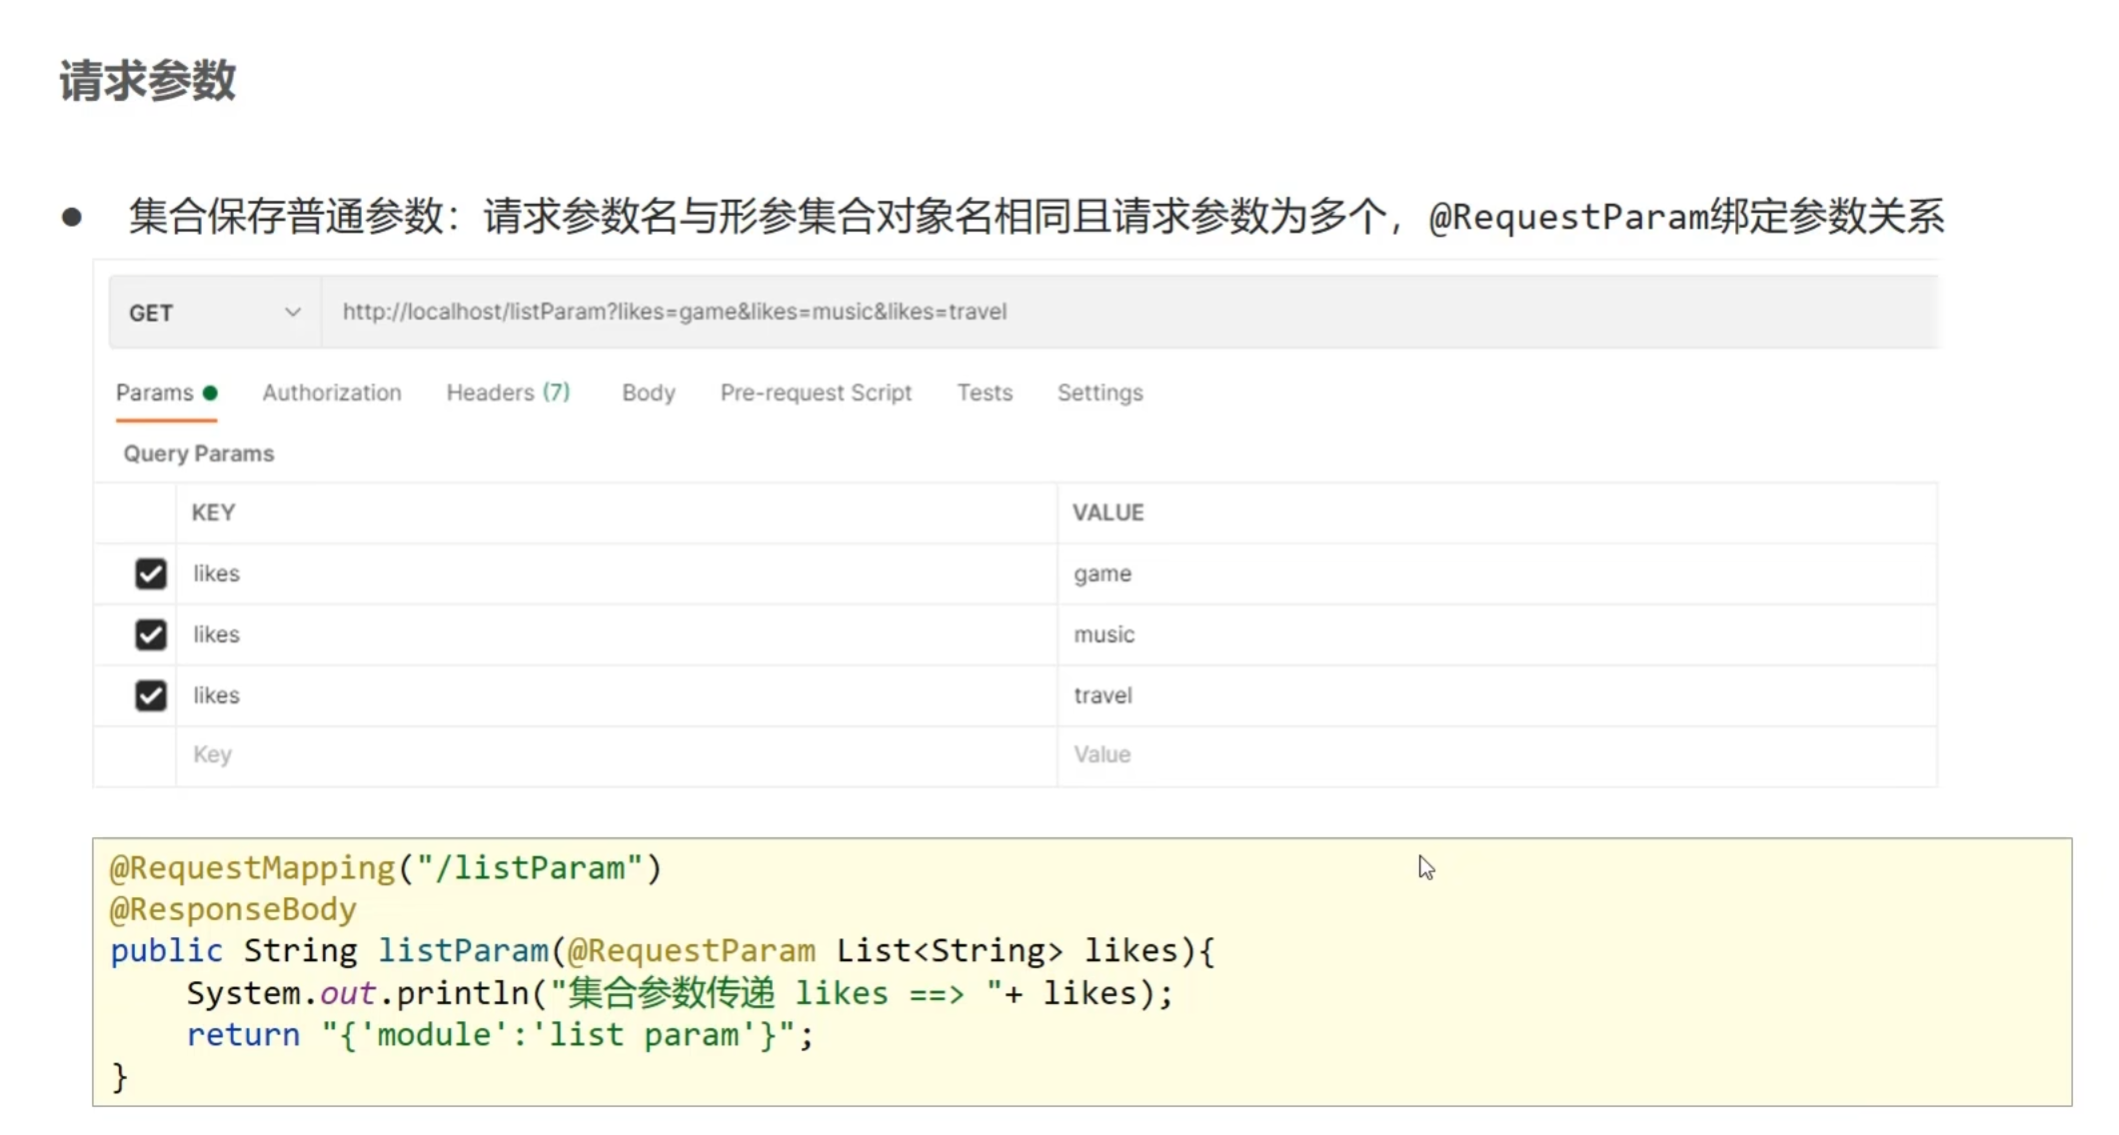 请求参数
● 集合保存普通参数：请求参数名与形参集合对象名相同且请求参数为多个，@RequestParam绑定参数关系
GET http://localhost/listParam?likes=game&likes=music&likes=travel
Params Authorization Headers (7) Body Pre-request Script Tests Settings
Query Params
KEY VALUE
likes game
likes music
likes travel
Key Value
@RequestMapping("/listParam")
@ResponseBody
public String listParam(@RequestParam List<String> likes){
    System.out.println("集合参数传递 likes ==> "+ likes);
    return "{'module':'list param'}";
}